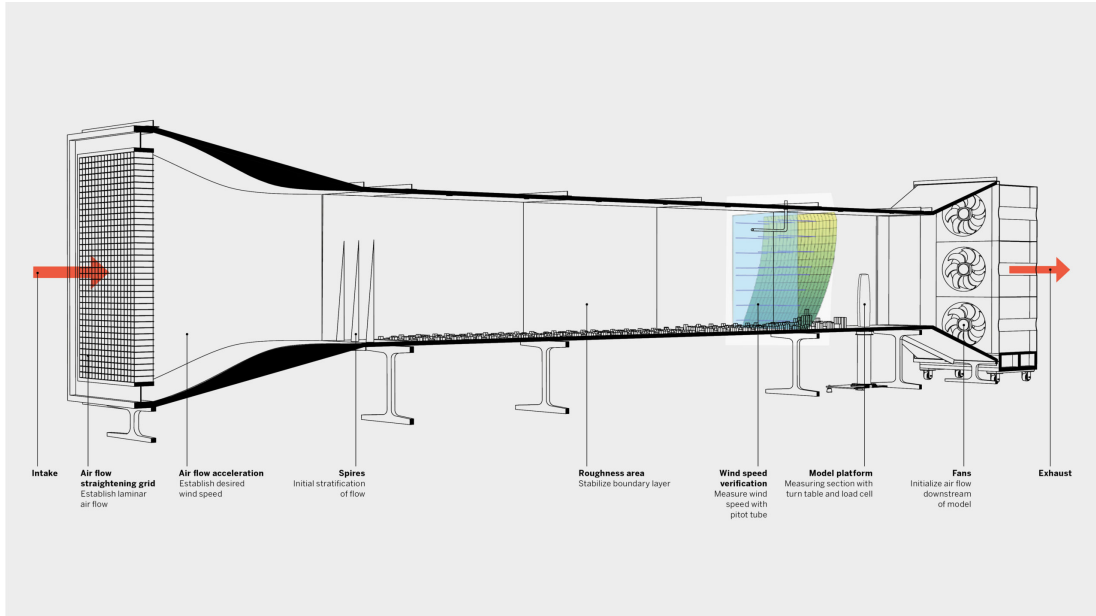 Intake
Air flow
straightening grid
Establish laminar
air flow
Air flow acceleration
Establish desired
wind speed
Spires
Initial stratification
of flow
Roughness area
Stabilize boundary layer
Wind speed
verification
Measure wind
speed with
pitot tube
Model platform
Measuring section with
turn table and load cell
Fans
Initialize air flow
downstream
of model
Exhaust